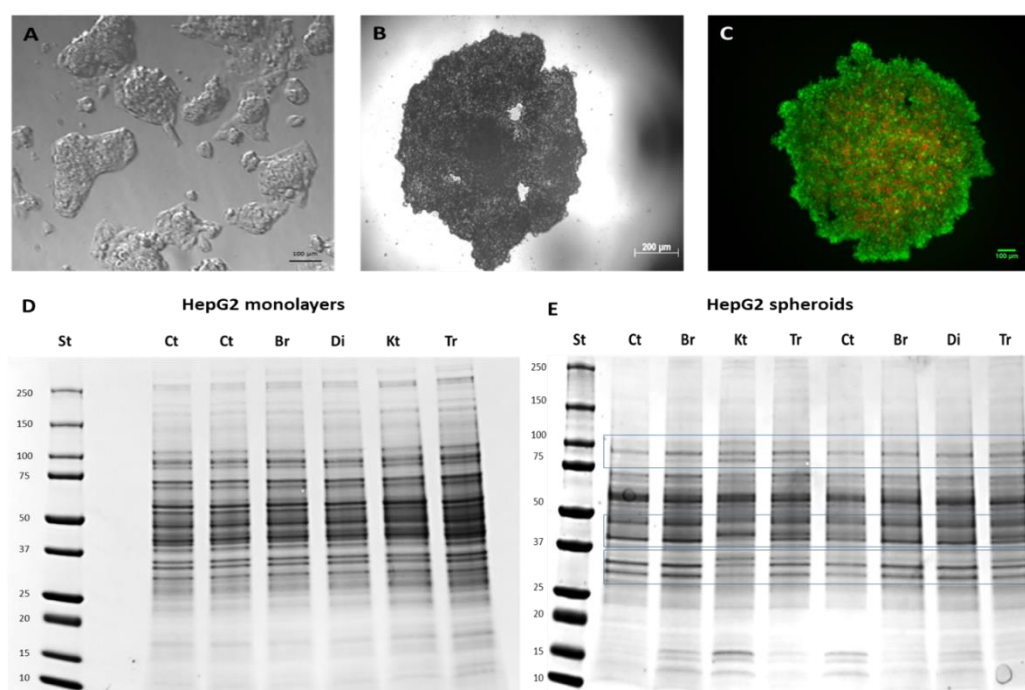 A
100 µm
B
200 µm
C
100 µm
D
HepG2 monolayers
St Ct Ct Br Di Kt Tr
250
150
100
75
50
37
25
20
15
10
E
HepG2 spheroids
St Ct Br Kt Tr Ct Br Di Tr
250
150
100
75
50
37
25
20
15
10